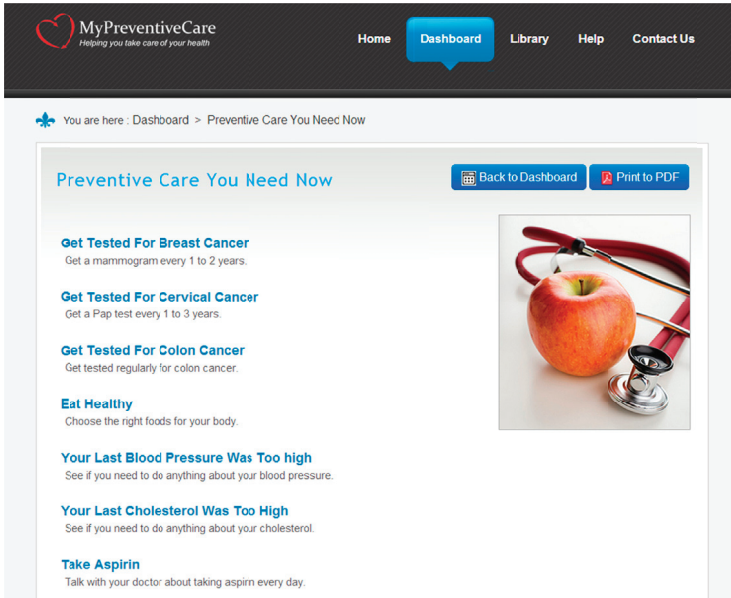 MyPreventiveCare
Helping you take care of your health
Home Dashboard Library Help Contact Us
You are here : Dashboard > Preventive Care You Need Now
Preventive Care You Need Now
Back to Dashboard Print to PDF
Get Tested For Breast Cancer
Get a mammogram every 1 to 2 years.
Get Tested For Cervical Cancer
Get a Pap test every 1 to 3 years.
Get Tested For Colon Cancer
Get tested regularly for colon cancer.
Eat Healthy
Choose the right foods for your body.
Your Last Blood Pressure Was Too high
See if you need to do anything about your blood pressure.
Your Last Cholesterol Was Too High
See if you need to do anything about your cholesterol.
Take Aspirin
Talk with your doctor about taking aspirn every day.